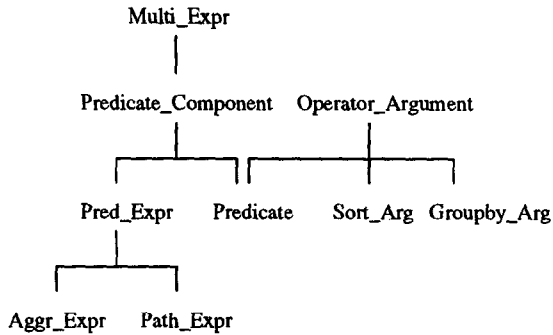 Multi_Expr
Predicate_Component Operator_Argument
Pred_Expr Predicate Sort_Arg Groupby_Arg
Aggr_Expr Path_Expr